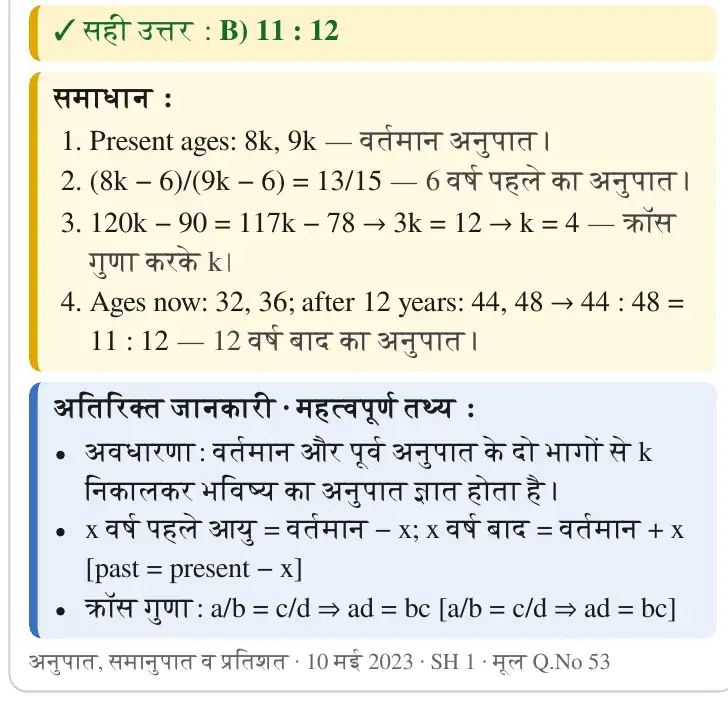 ✓ सही उत्तर : B) 11 : 12
समाधान :
1. Present ages: 8k, 9k — वर्तमान अनुपात।
2. (8k − 6)/(9k − 6) = 13/15 — 6 वर्ष पहले का अनुपात।
3. 120k − 90 = 117k − 78 → 3k = 12 → k = 4 — क्रॉस
गुणा करके k।
4. Ages now: 32, 36; after 12 years: 44, 48 → 44 : 48 =
11 : 12 — 12 वर्ष बाद का अनुपात।
अतिरिक्त जानकारी · महत्वपूर्ण तथ्य :
• अवधारणा : वर्तमान और पूर्व अनुपात के दो भागों से k
निकालकर भविष्य का अनुपात ज्ञात होता है।
• x वर्ष पहले आयु = वर्तमान − x; x वर्ष बाद = वर्तमान + x
[past = present − x]
• क्रॉस गुणा : a/b = c/d ⇒ ad = bc [a/b = c/d ⇒ ad = bc]
अनुपात, समानुपात व प्रतिशत · 10 मई 2023 · SH 1 · मूल Q.No 53